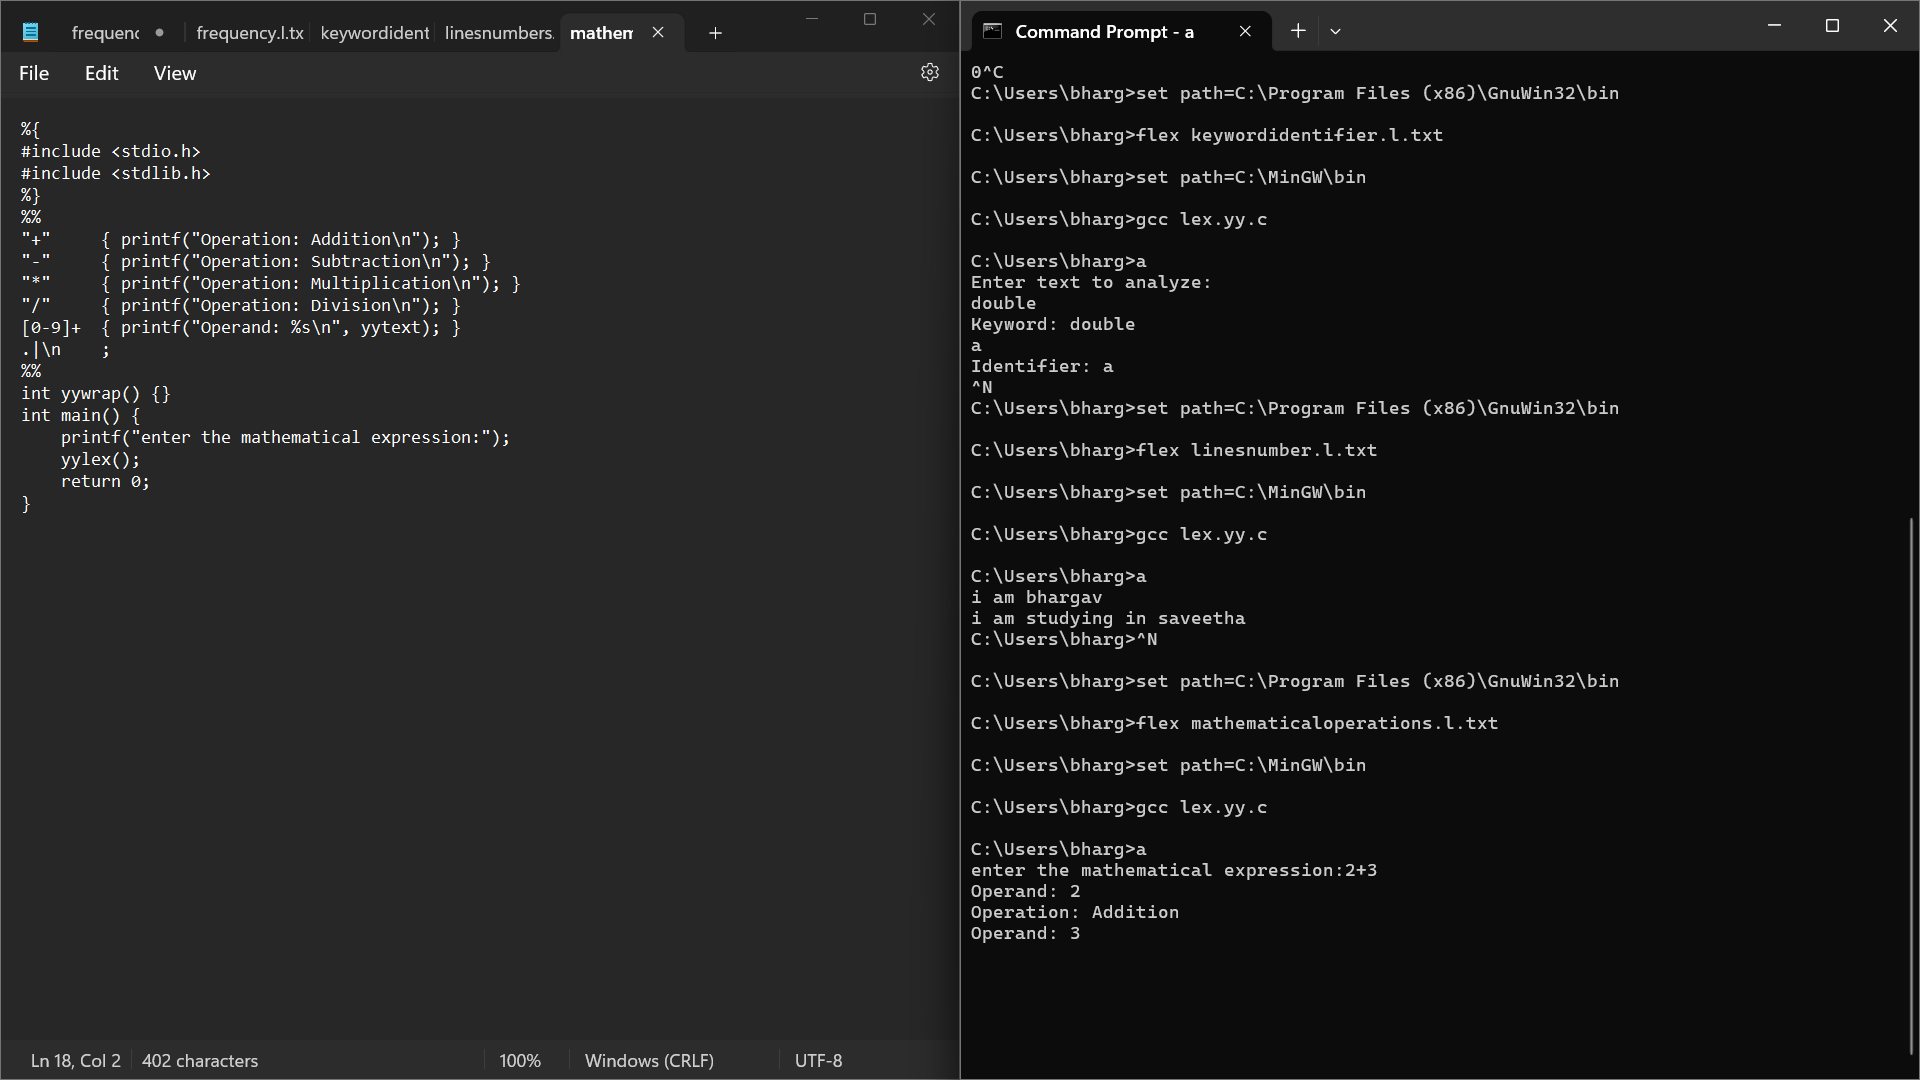 frequenc
frequency.l.tx
keywordident
linesnumbers.
mathem
File Edit View
%{
#include <stdio.h>
#include <stdlib.h>
%}
%%
"+"     { printf("Operation: Addition\n"); }
"-"     { printf("Operation: Subtraction\n"); }
"*"     { printf("Operation: Multiplication\n"); }
"/"     { printf("Operation: Division\n"); }
[0-9]+  { printf("Operand: %s\n", yytext); }
.|\n    ;
%%
int yywrap() {}
int main() {
    printf("enter the mathematical expression:");
    yylex();
    return 0;
}
Ln 18, Col 2
402 characters
100%
Windows (CRLF)
UTF-8
Command Prompt - a
0^C
C:\Users\bharg>set path=C:\Program Files (x86)\GnuWin32\bin
C:\Users\bharg>flex keywordidentifier.l.txt
C:\Users\bharg>set path=C:\MinGW\bin
C:\Users\bharg>gcc lex.yy.c
C:\Users\bharg>a
Enter text to analyze:
double
Keyword: double
a
Identifier: a
^N
C:\Users\bharg>set path=C:\Program Files (x86)\GnuWin32\bin
C:\Users\bharg>flex linesnumber.l.txt
C:\Users\bharg>set path=C:\MinGW\bin
C:\Users\bharg>gcc lex.yy.c
C:\Users\bharg>a
i am bhargav
i am studying in saveetha
C:\Users\bharg>^N
C:\Users\bharg>set path=C:\Program Files (x86)\GnuWin32\bin
C:\Users\bharg>flex mathematicaloperations.l.txt
C:\Users\bharg>set path=C:\MinGW\bin
C:\Users\bharg>gcc lex.yy.c
C:\Users\bharg>a
enter the mathematical expression:2+3
Operand: 2
Operation: Addition
Operand: 3